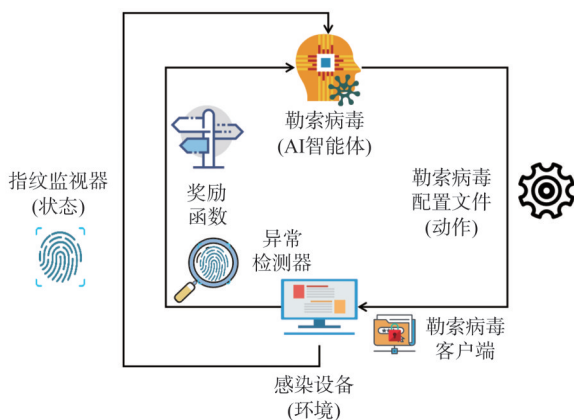 勒索病毒
(AI智能体)
指纹监视器
(状态)
奖励
函数
勒索病毒
配置文件
(动作)
异常
检测器
勒索病毒
客户端
感染设备
(环境)